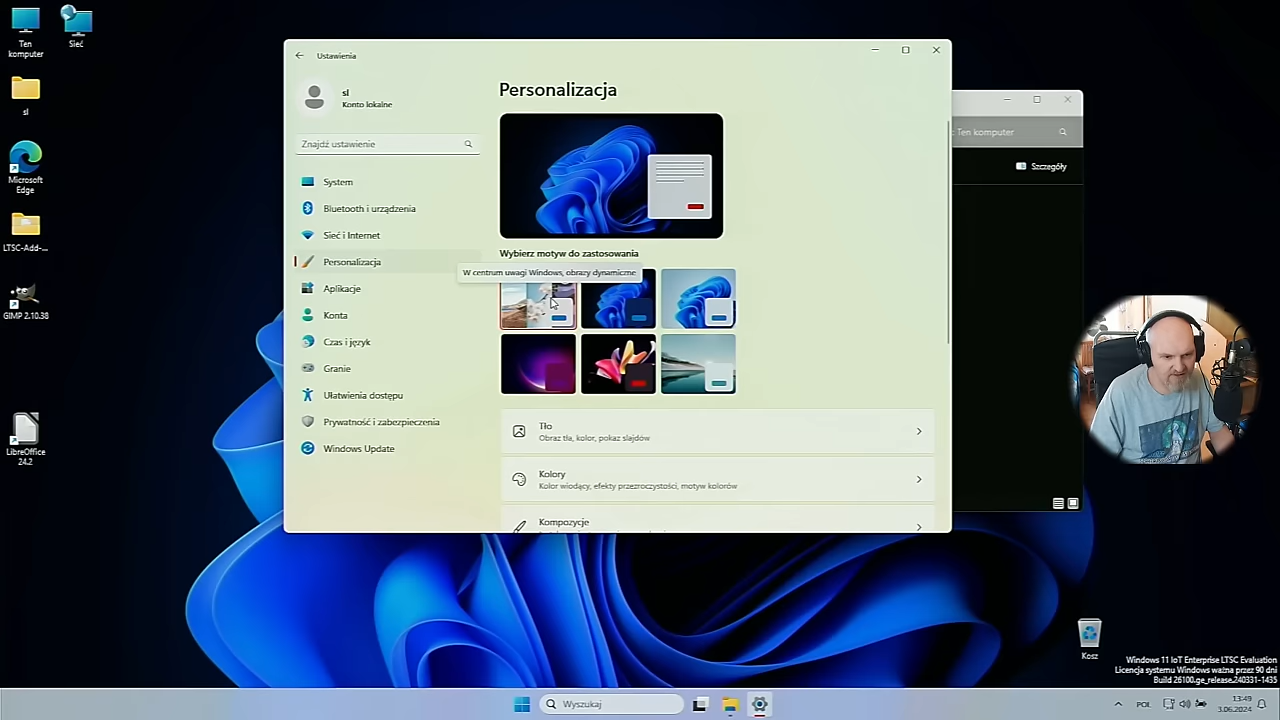 Ten komputer
Sieć
sl
Microsoft Edge
LTSC-Add-...
GIMP 2.10.38
LibreOffice 24.2
Ustawienia
sl
Konto lokalne
Znajdź ustawienie
System
Bluetooth i urządzenia
Sieć i Internet
Personalizacja
Aplikacje
Konta
Czas i język
Granie
Ułatwienia dostępu
Prywatność i zabezpieczenia
Windows Update
Personalizacja
Wybierz motyw do zastosowania
W centrum uwagi Windows, obrazy dynamiczne
Tło
Obraz tła, kolor, pokaz slajdów
Kolory
Kolor wiodący, efekty przezroczystości, motyw kolorów
Kompozycje
Ten komputer
Szczegóły
Kosz
Windows 11 IoT Enterprise LTSC Evaluation
Licencja systemu Windows ważna przez 90 dni
Build 26100.ge_release.240331-1435
Wyszukaj
POL
13:49
3.06.2024